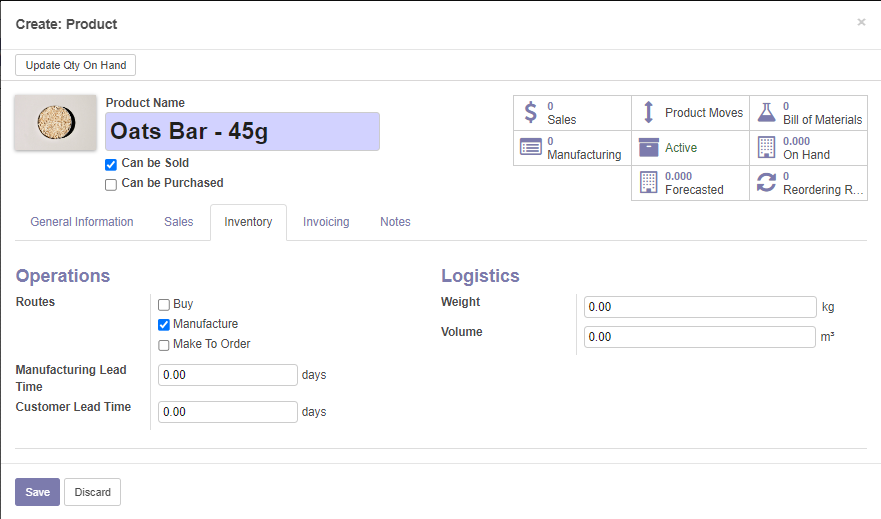 Create: Product
×
Update Qty On Hand
Product Name
Oats Bar - 45g
Can be Sold
Can be Purchased
0
Sales
Product Moves
0
Bill of Materials
0
Manufacturing
Active
0.000
On Hand
0.000
Forecasted
0
Reordering R...
General Information Sales Inventory Invoicing Notes
Operations
Routes
Buy
Manufacture
Make To Order
Manufacturing Lead
Time
0.00 days
Customer Lead Time 0.00 days
Logistics
Weight 0.00 kg
Volume 0.00 m³
Save Discard